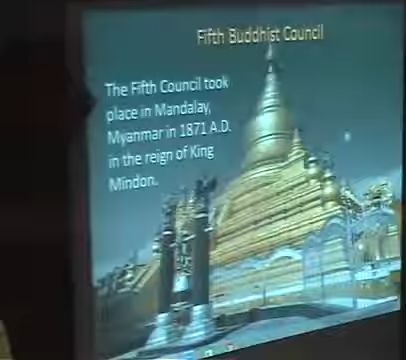 Fifth Buddhist Council
The Fifth Council took
place in Mandalay,
Myanmar in 1871 A.D.
in the reign of King
Mindon.